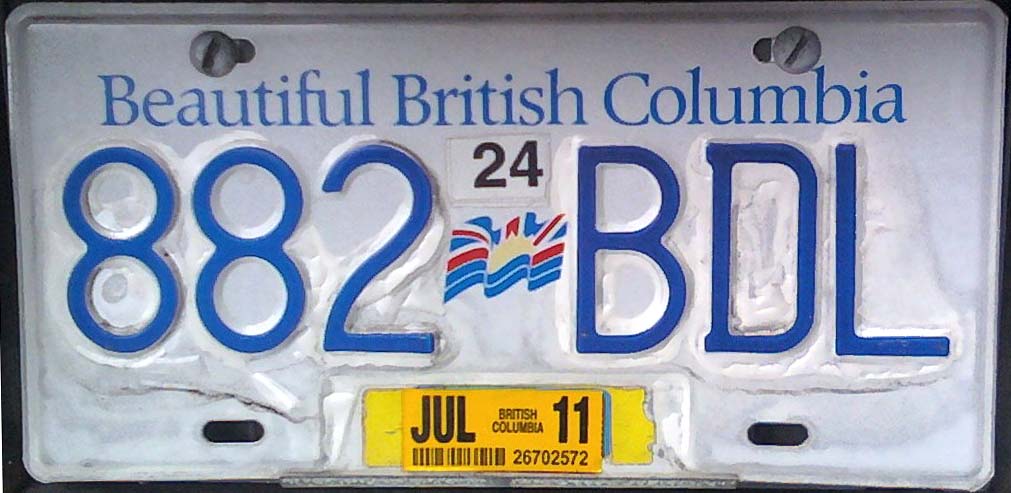 Beautiful British Columbia
24
882 BDL
JUL BRITISH COLUMBIA 11
26702572